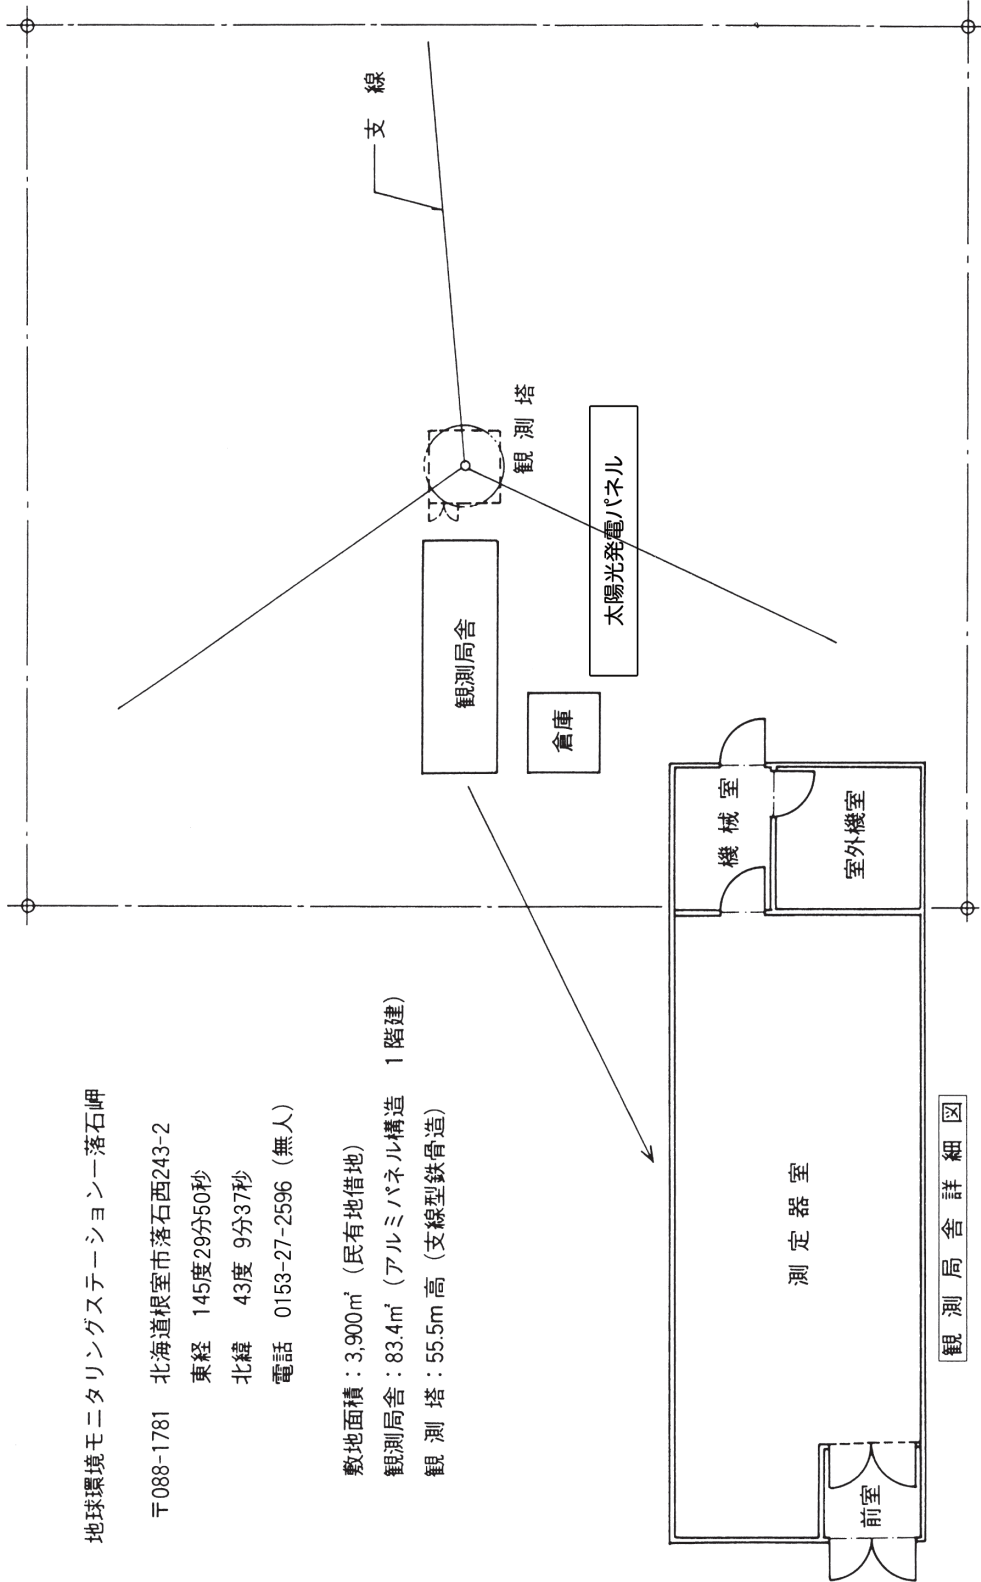 地球環境モニタリングステーション－落石岬
〒088-1781　北海道根室市落石西243-2
東経　145度29分50秒
北緯　43度 9分37秒
電話　0153-27-2596（無人）
敷地面積：3,900㎡（民有地借地）
観測局舎：83.4㎡（アルミパネル構造　1階建）
観 測 塔：55.5m高（支線型鉄骨造）
支　線
観 測 塔
観測局舎
太陽光発電パネル
倉庫
機 械 室
室外機室
測 定 器 室
前室
観 測 局 舎 詳 細 図